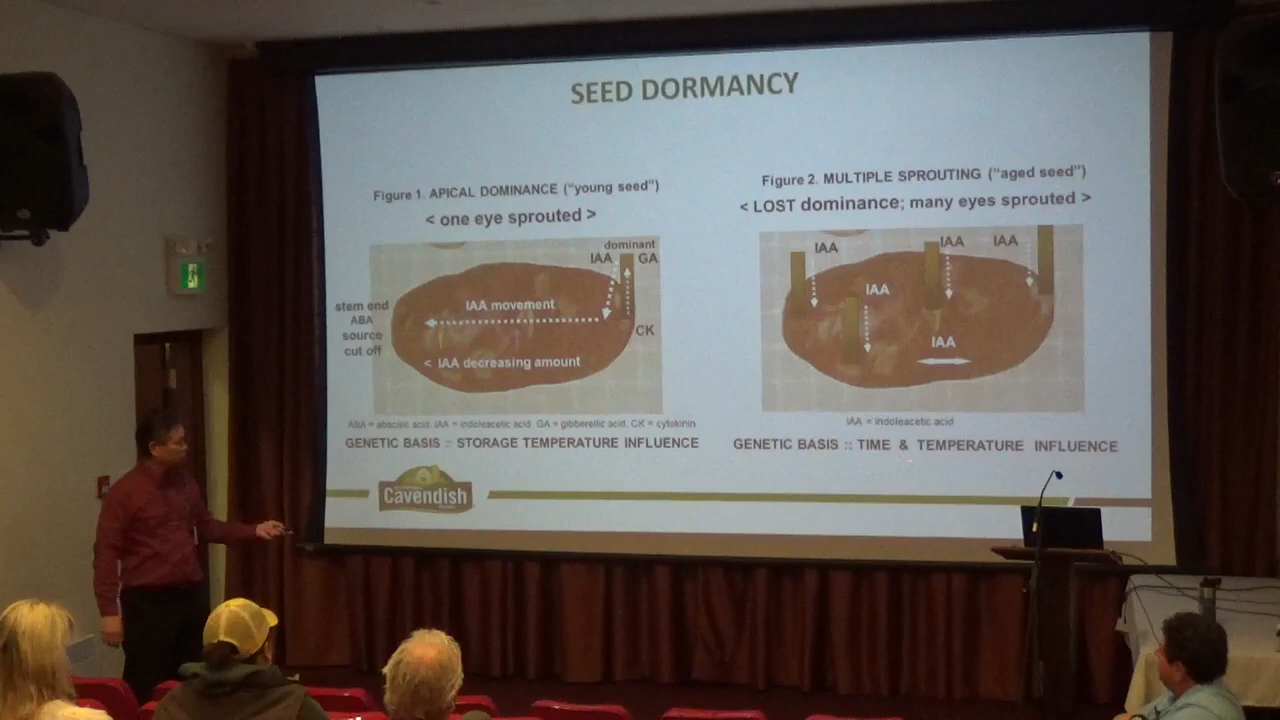 SEED DORMANCY
Figure 1. APICAL DOMINANCE ("young seed")
< one eye sprouted >
dominant
IAA GA
IAA movement
stem end
ABA
source
cut off
CK
< IAA decreasing amount
ABA = abscisic acid. IAA = indoleacetic acid. GA = gibberellic acid. CK = cytokinin
GENETIC BASIS :: STORAGE TEMPERATURE INFLUENCE
Figure 2. MULTIPLE SPROUTING ("aged seed")
< LOST dominance; many eyes sprouted >
IAA
IAA
IAA
IAA
IAA
IAA = indoleacetic acid
GENETIC BASIS :: TIME & TEMPERATURE INFLUENCE
Cavendish